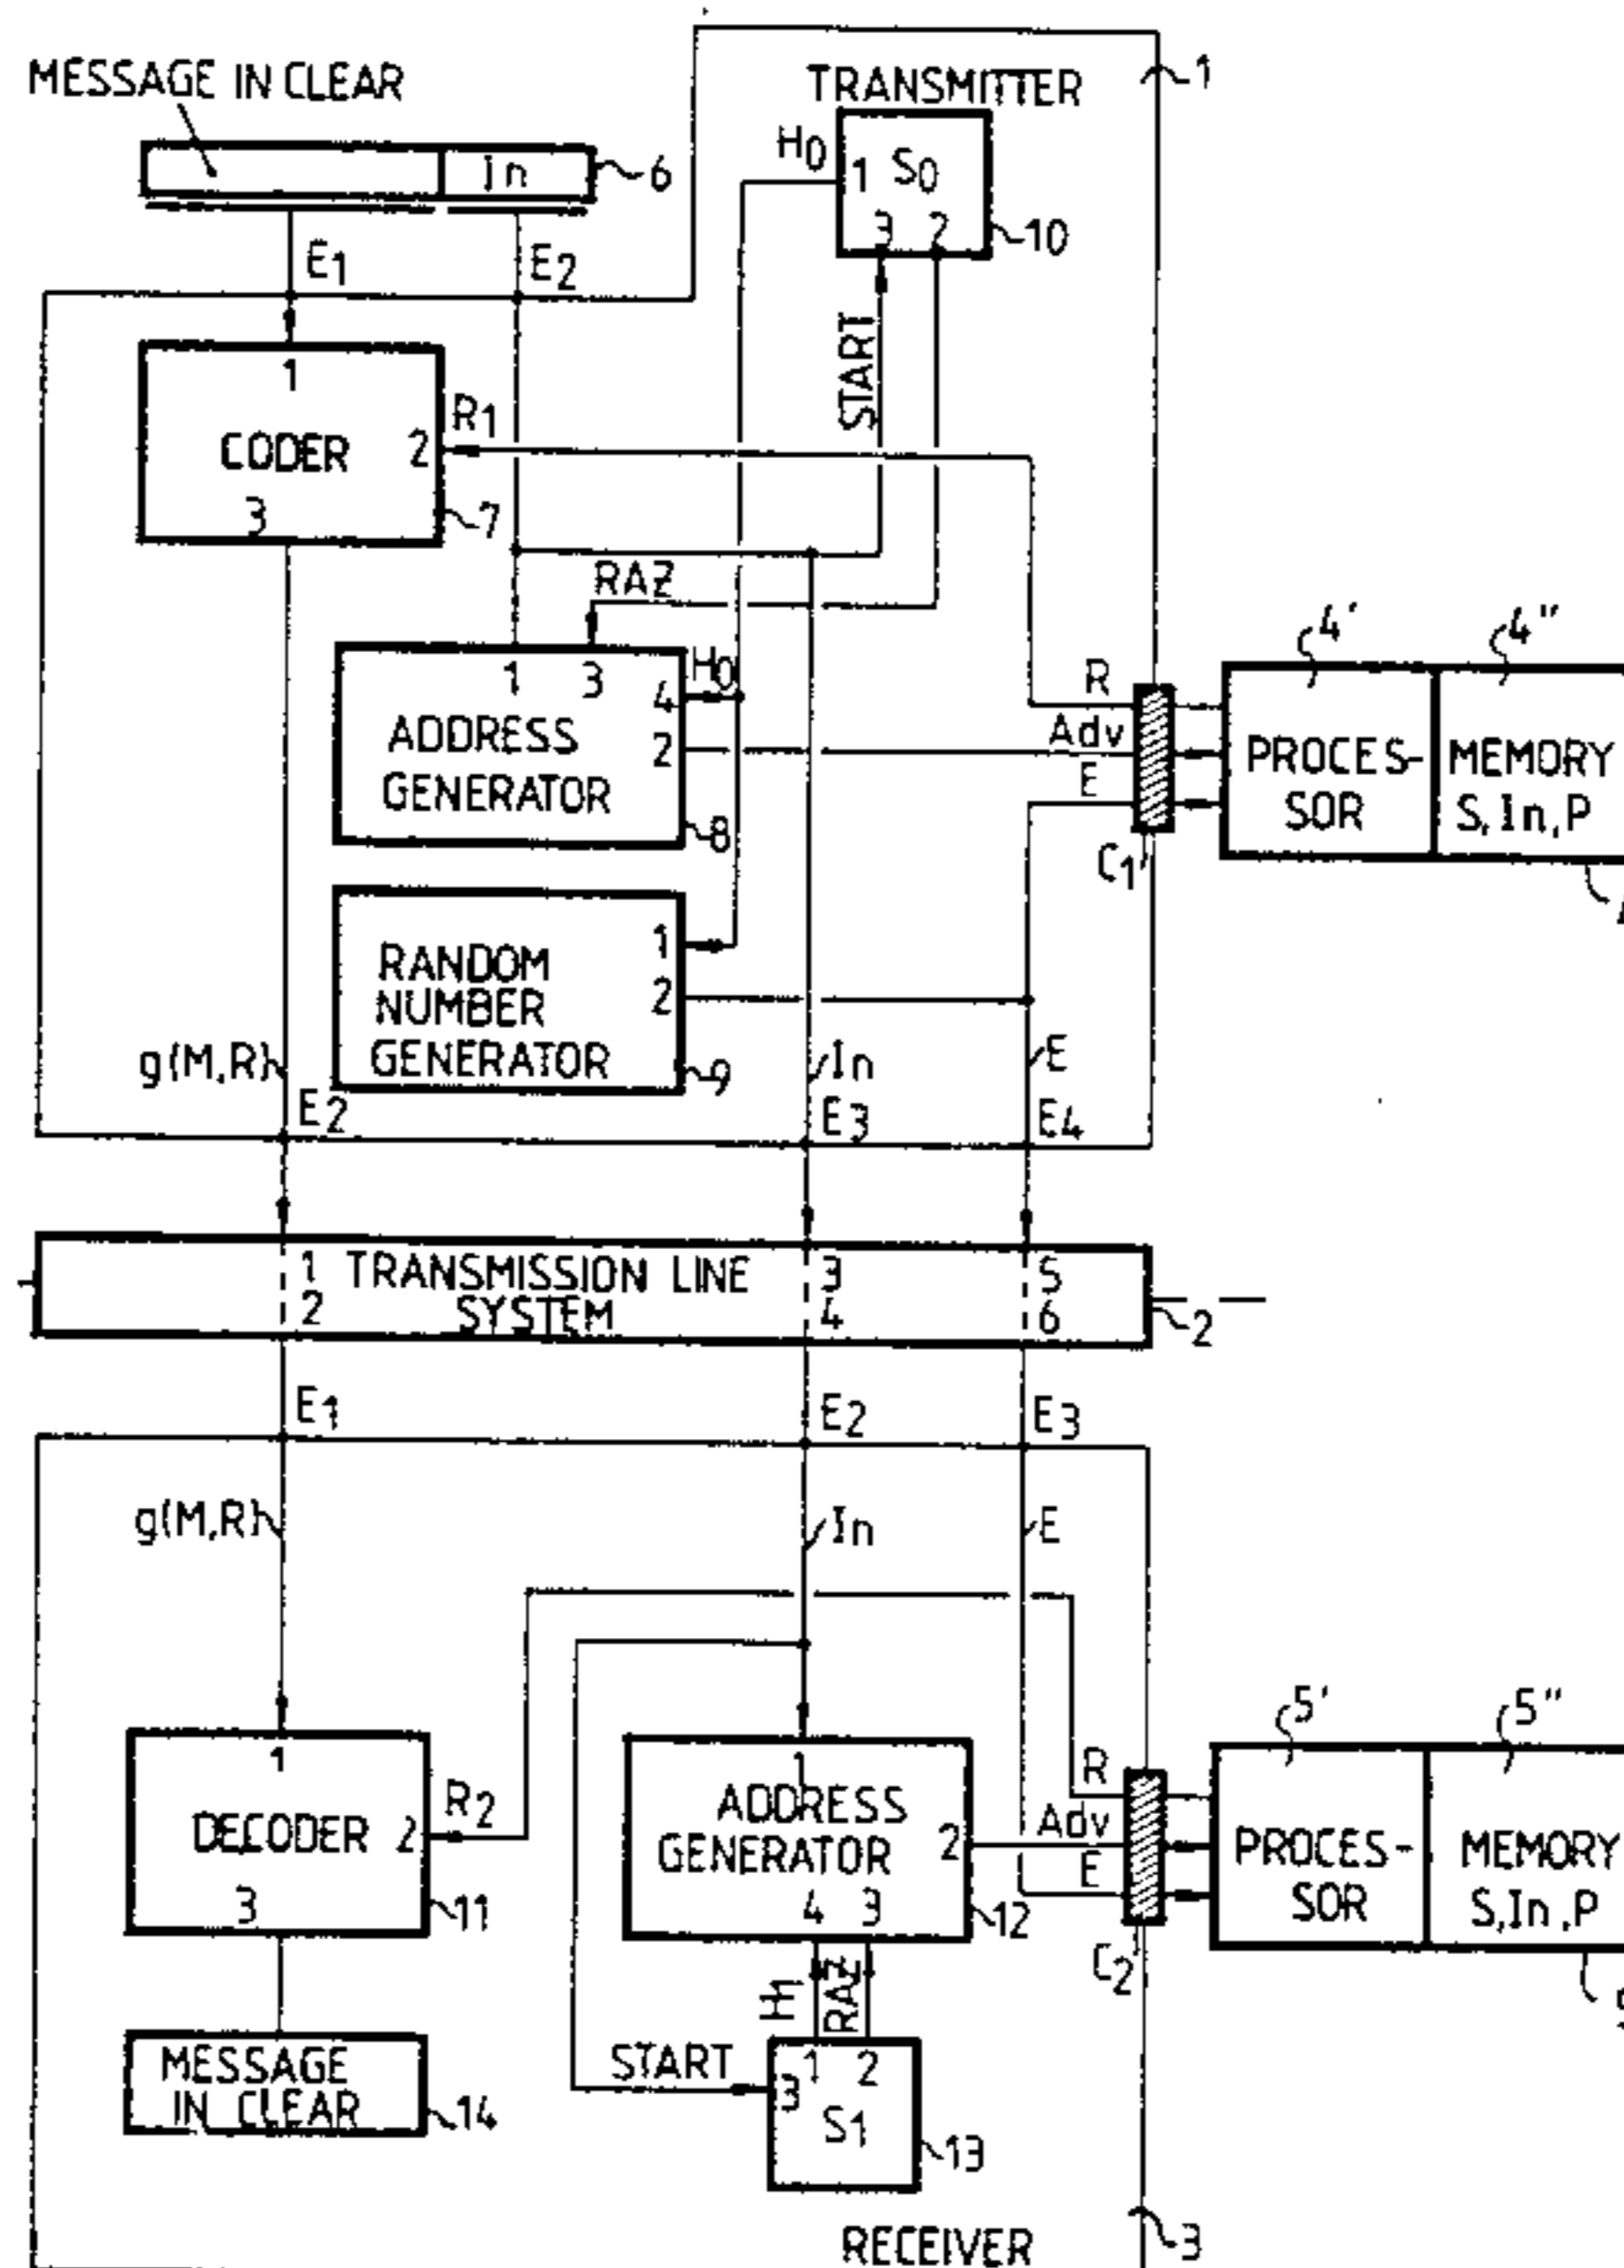 MESSAGE IN CLEAR
TRANSMITTER
1
In
6
H0
1
S0
3
2
10
E1
E2
START
1
CODER
R1
2
3
7
RAZ
1
3
H0
4
ADDRESS
GENERATOR
2
8
R
Adv
E
C1
4'
4"
PROCES-
SOR
MEMORY
S, In, P
RANDOM
NUMBER
GENERATOR
1
2
9
g(M,R)
In
E
E2
E3
E4
1
2
TRANSMISSION LINE
SYSTEM
3
4
5
6
2
E1
E2
E3
g(M,R)
In
E
1
DECODER
R2
2
3
11
1
ADDRESS
GENERATOR
2
4
3
12
R
Adv
E
C2
5'
5"
PROCES-
SOR
MEMORY
S, In, P
H1
RAZ
START
1
2
3
S1
13
MESSAGE
IN CLEAR
14
RECEIVER
3